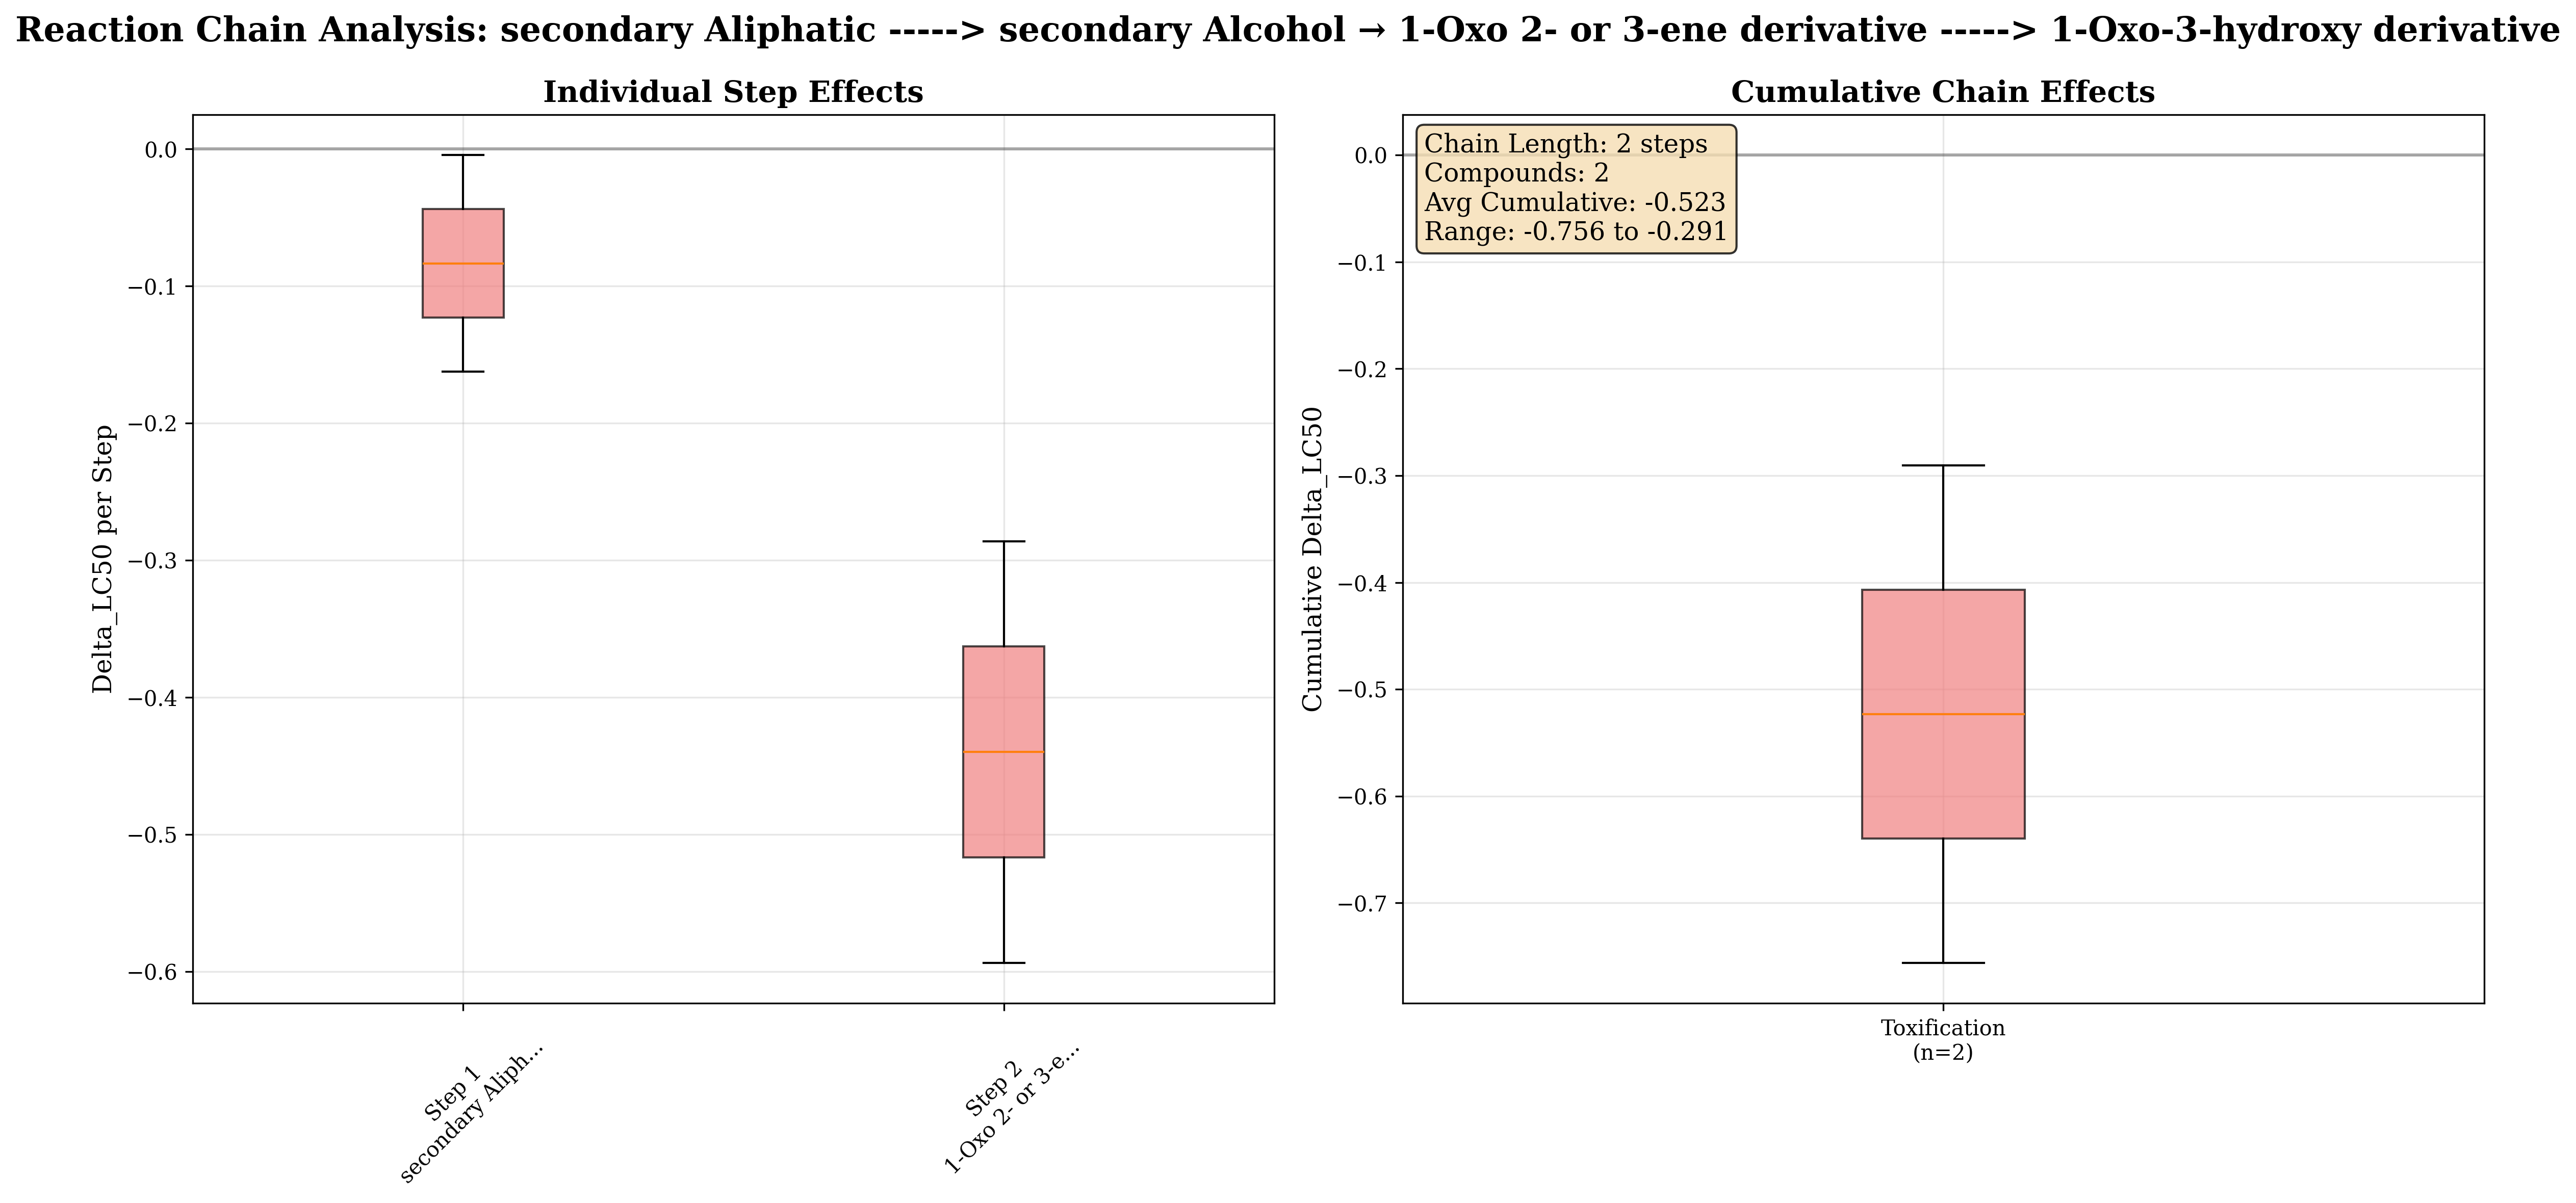 Reaction Chain Analysis: secondary Aliphatic -----> secondary Alcohol → 1-Oxo 2- or 3-ene derivative -----> 1-Oxo-3-hydroxy derivative
Individual Step Effects
Delta_LC50 per Step
0.0
−0.1
−0.2
−0.3
−0.4
−0.5
−0.6
Step 1
secondary Aliph...
Step 2
1-Oxo 2- or 3-e...
Cumulative Chain Effects
Cumulative Delta_LC50
0.0
−0.1
−0.2
−0.3
−0.4
−0.5
−0.6
−0.7
Chain Length: 2 steps
Compounds: 2
Avg Cumulative: -0.523
Range: -0.756 to -0.291
Toxification
(n=2)